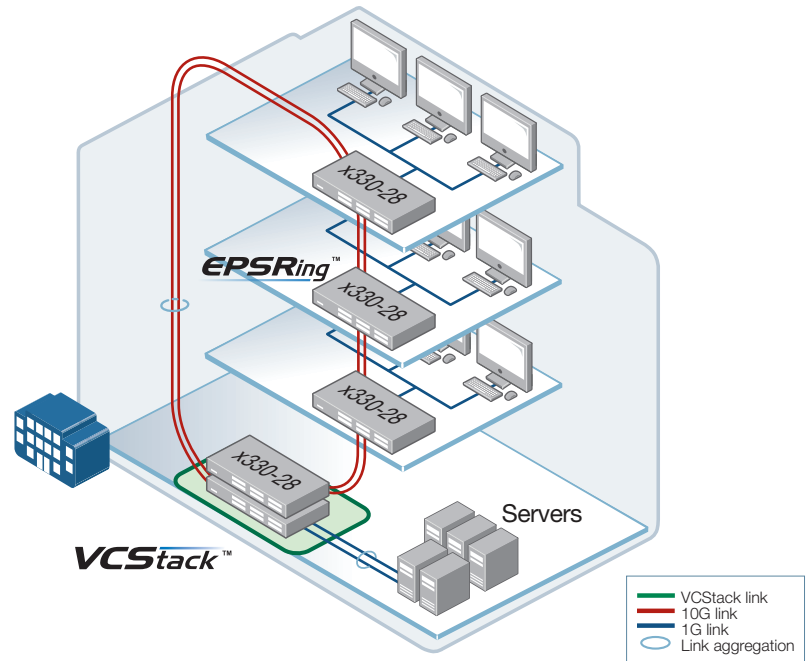 x330-28
EPSRing™
x330-28
x330-28
x330-28
Servers
VCStack™
VCStack link
10G link
1G link
Link aggregation